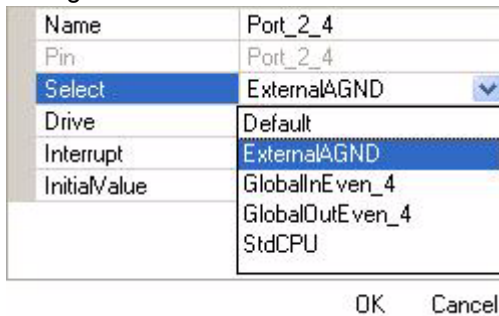 Name Port_2_4
Pin Port_2_4
Select ExternalAGND
Drive Default
Interrupt ExternalAGND
InitialValue GlobalInEven_4
GlobalOutEven_4
StdCPU
OK Cancel